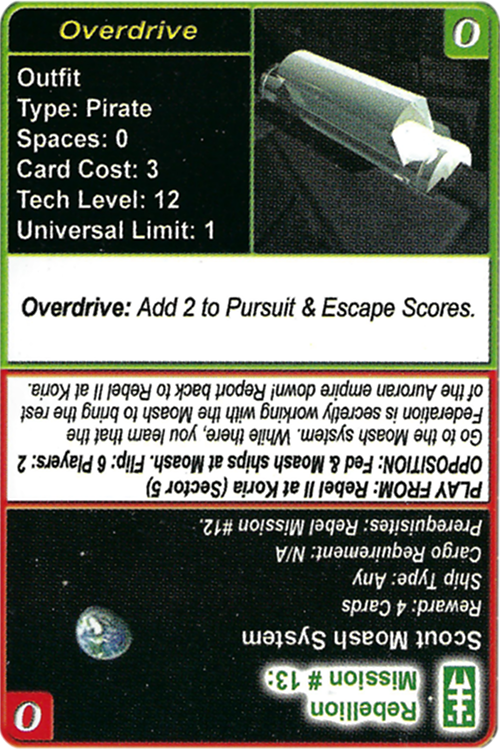 Overdrive
0
Outfit
Type: Pirate
Spaces: 0
Card Cost: 3
Tech Level: 12
Universal Limit: 1
Overdrive: Add 2 to Pursuit & Escape Scores.
0
Rebellion
Mission # 13:
Scout Moash System
Reward: 4 Cards
Ship Type: Any
Cargo Requirement: N/A
Prerequisites: Rebel Mission #12.
PLAY FROM: Rebel II at Koria (Sector 5)
OPPOSITION: Fed & Moash ships at Moash. Flip: 6 Players: 2
Go to the Moash system. While there, you learn that the
Federation is secretly working with the Moash to bring the rest
of the Auroran empire down! Report back to Rebel II at Koria.